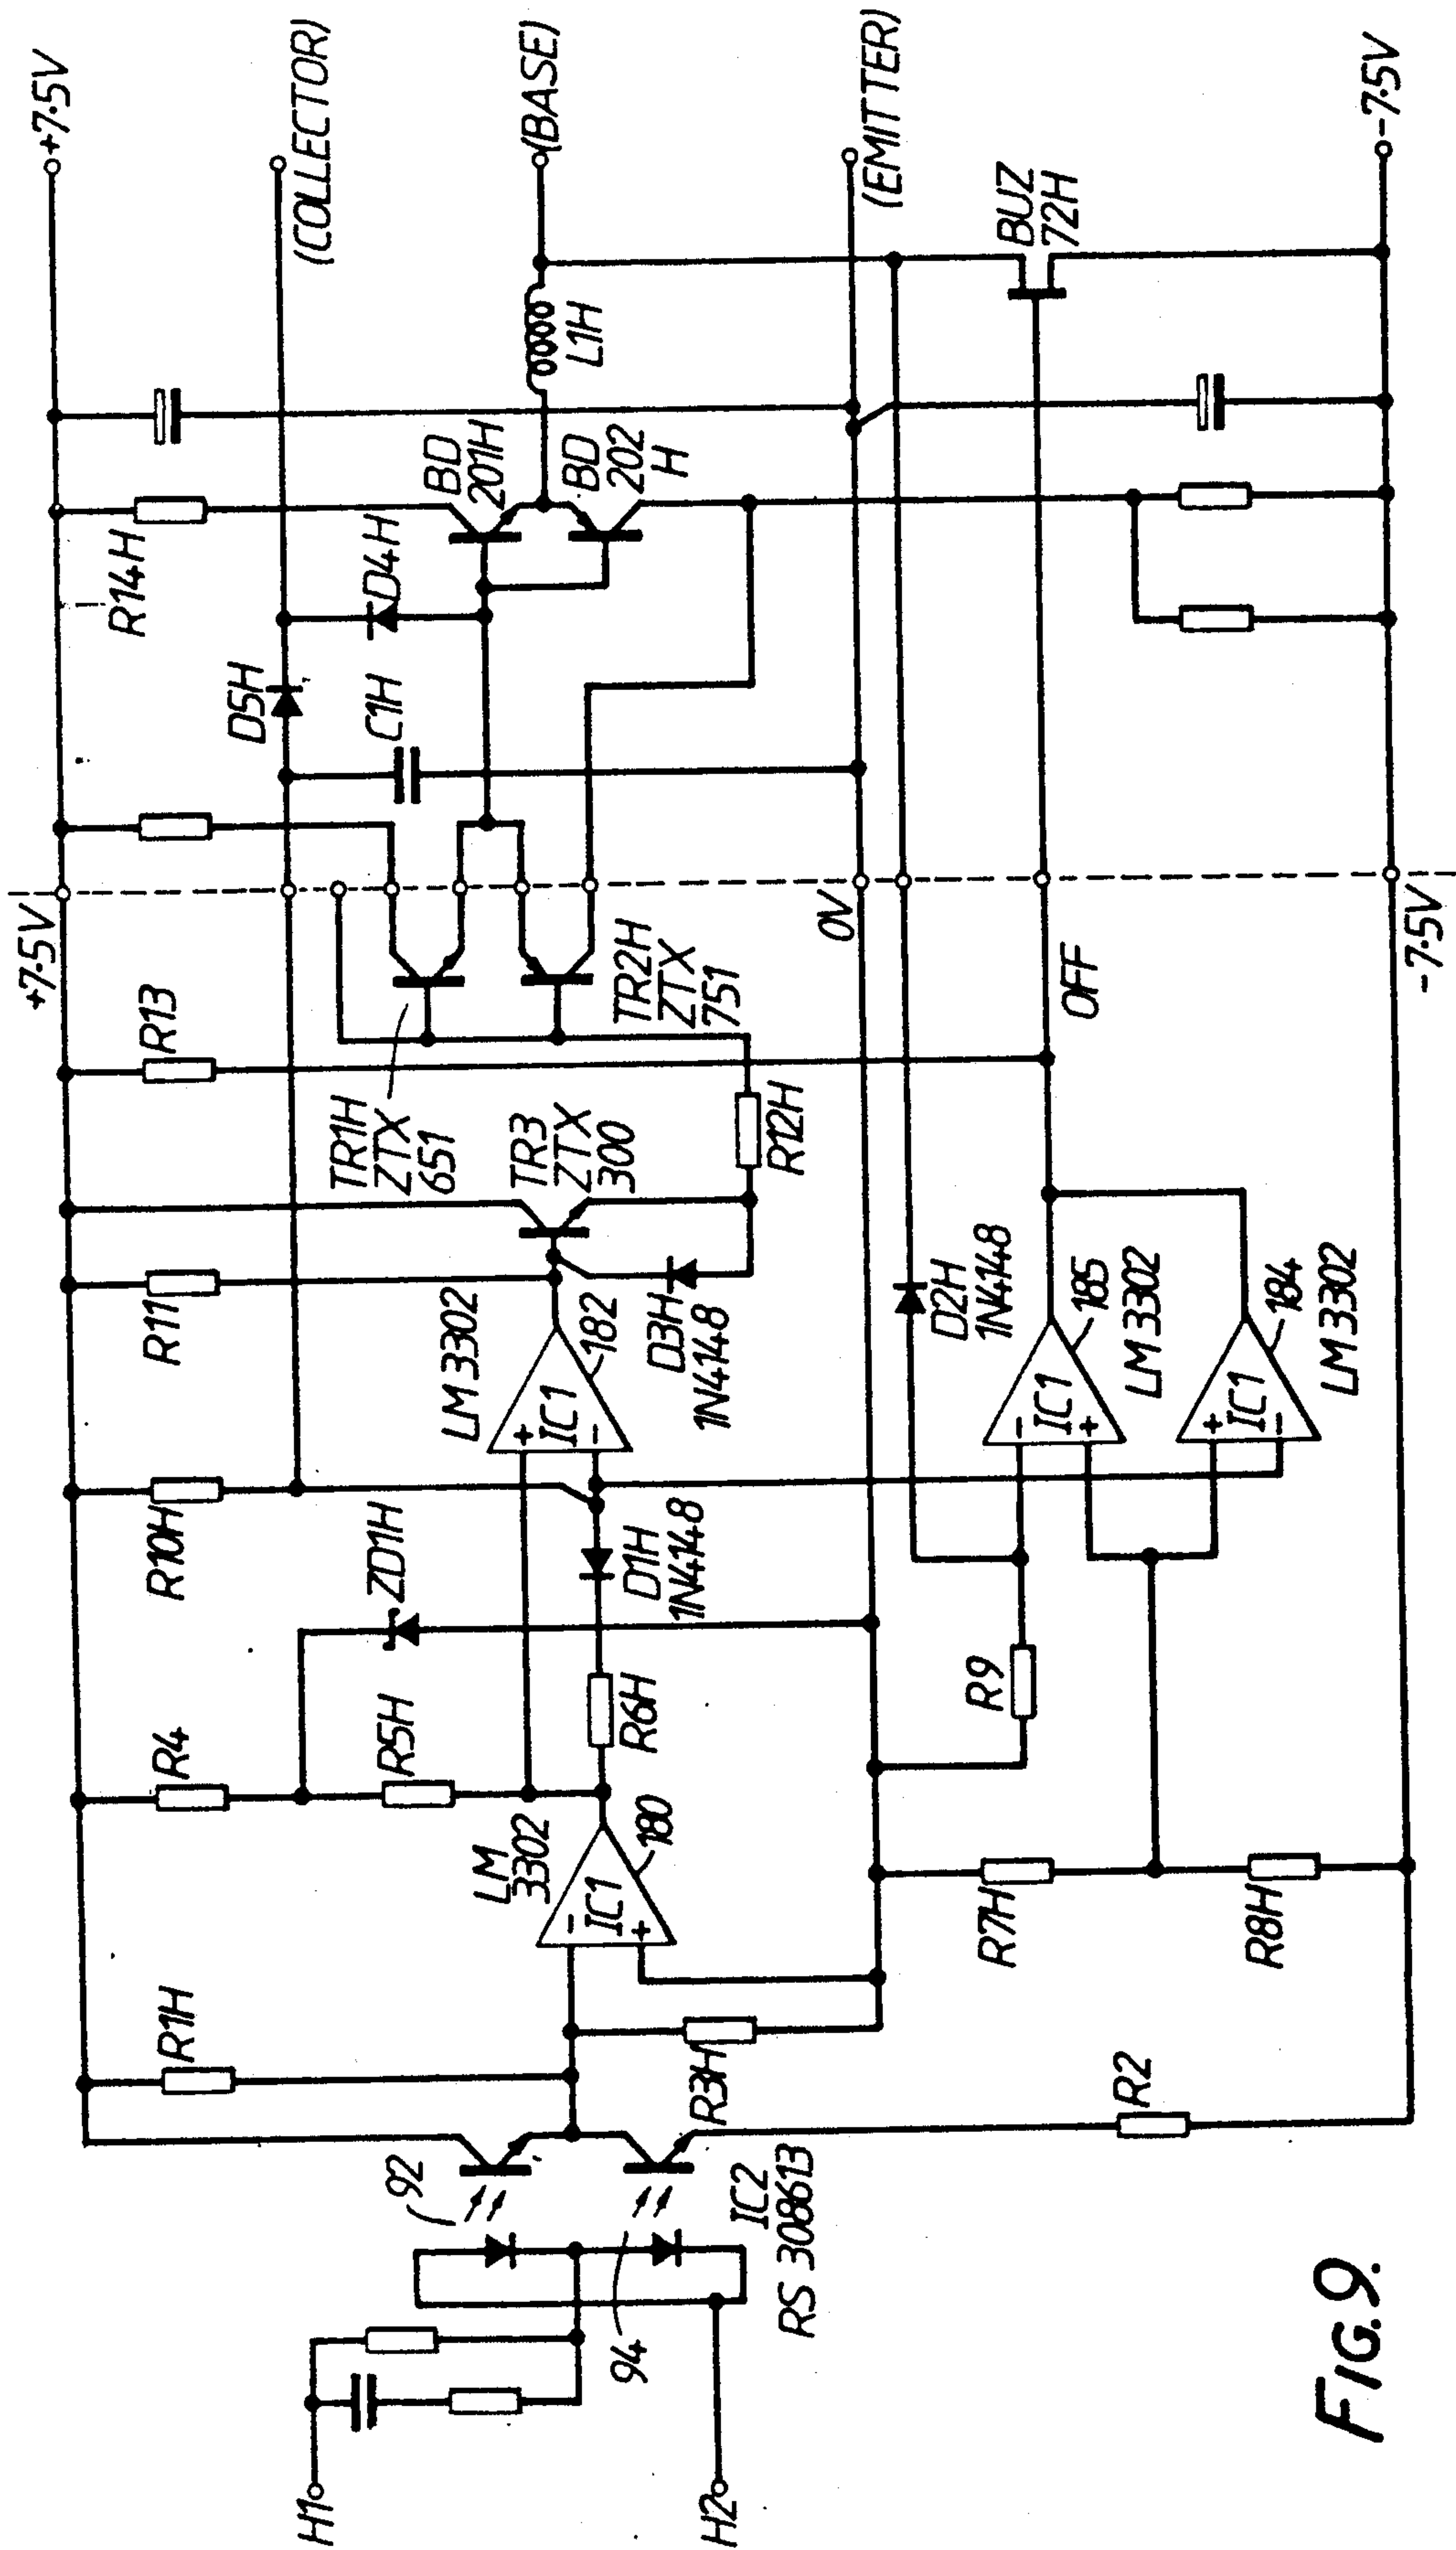 +7·5V
(COLLECTOR)
(BASE)
(EMITTER)
-7·5V
R14H
D5H
D4H
C1H
BD
201H
BD
202
H
L1H
BUZ
72H
+7·5V
0V
OFF
-7·5V
R13
TR1H
ZTX
651
TR2H
ZTX
751
TR3
ZTX
300
R12H
R11
LM3302
+
IC1
-
182
D3H
1N4148
D2H
1N4148
-
IC1
+
185
LM3302
+
IC1
-
184
LM3302
R10H
ZD1H
D1H
1N4148
R4
R5H
R6H
R9
LM
3302
-
IC1
+
180
R7H
R8H
R1H
R3H
R2
92
94
IC2
RS 308613
H1
H2
FIG.9.